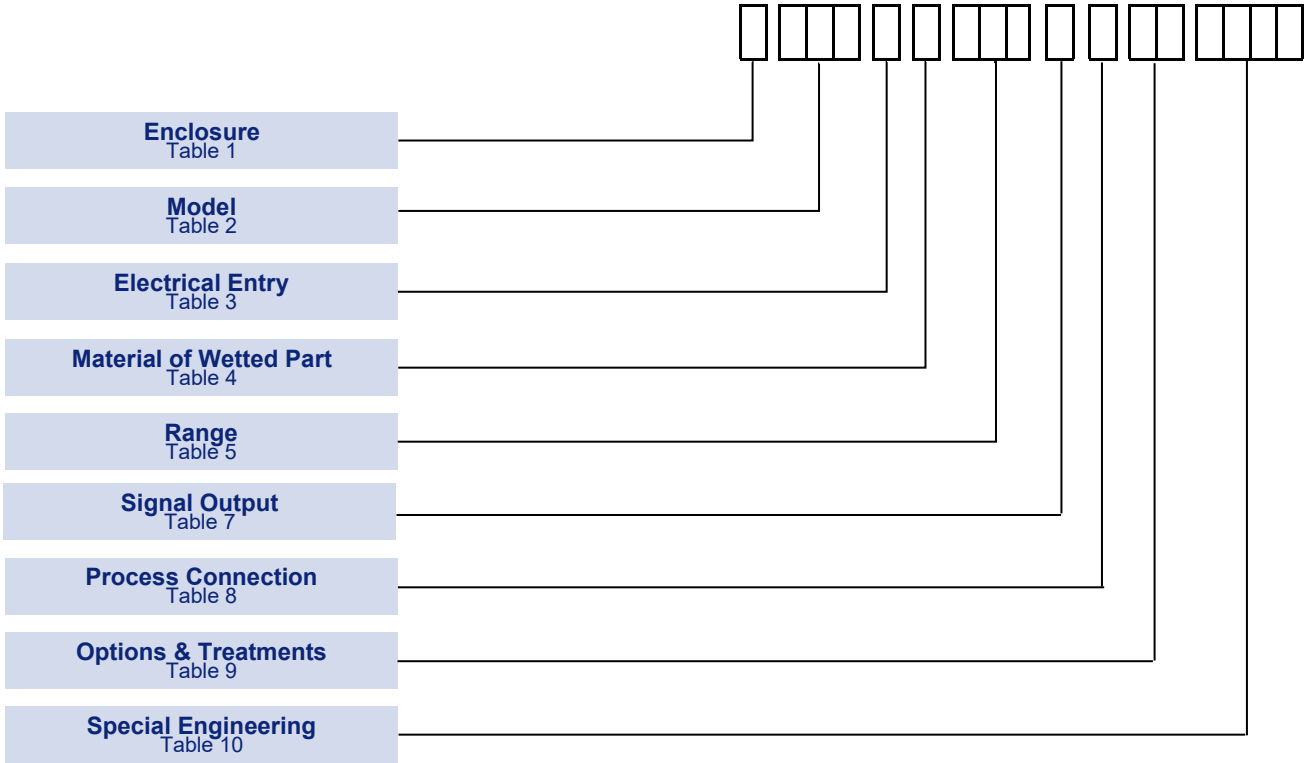 Enclosure
Table 1
Model
Table 2
Electrical Entry
Table 3
Material of Wetted Part
Table 4
Range
Table 5
Signal Output
Table 7
Process Connection
Table 8
Options & Treatments
Table 9
Special Engineering
Table 10